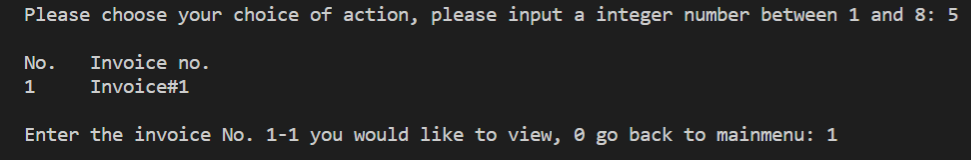 Please choose your choice of action, please input a integer number between 1 and 8: 5
No. Invoice no.
1 Invoice#1
Enter the invoice No. 1-1 you would like to view, 0 go back to mainmenu: 1